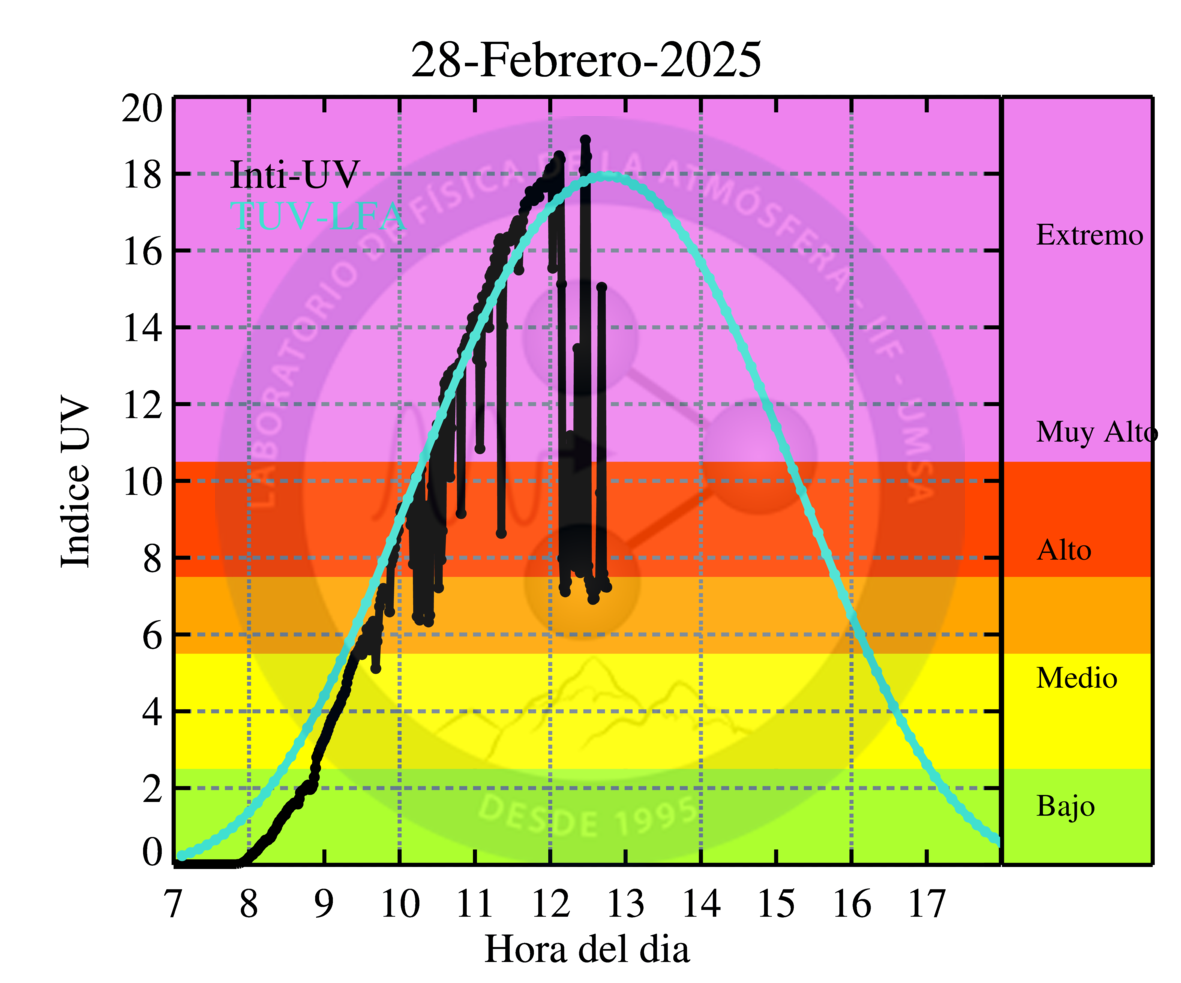 28-Febrero-2025
Indice UV
20
18
16
14
12
10
8
6
4
2
0
Inti-UV
TUV-LFA
LABORATORIO DE FÍSICA DE LA ATMÓSFERA - IIF - UMSA
DESDE 1995
Extremo
Muy Alto
Alto
Medio
Bajo
7 8 9 10 11 12 13 14 15 16 17
Hora del dia